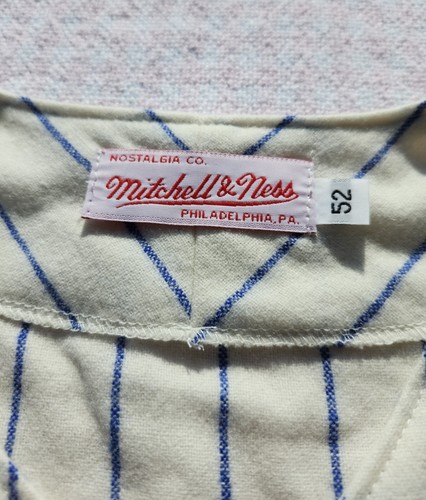 NOSTALGIA CO.
Mitchell & Ness
PHILADELPHIA, PA.
52